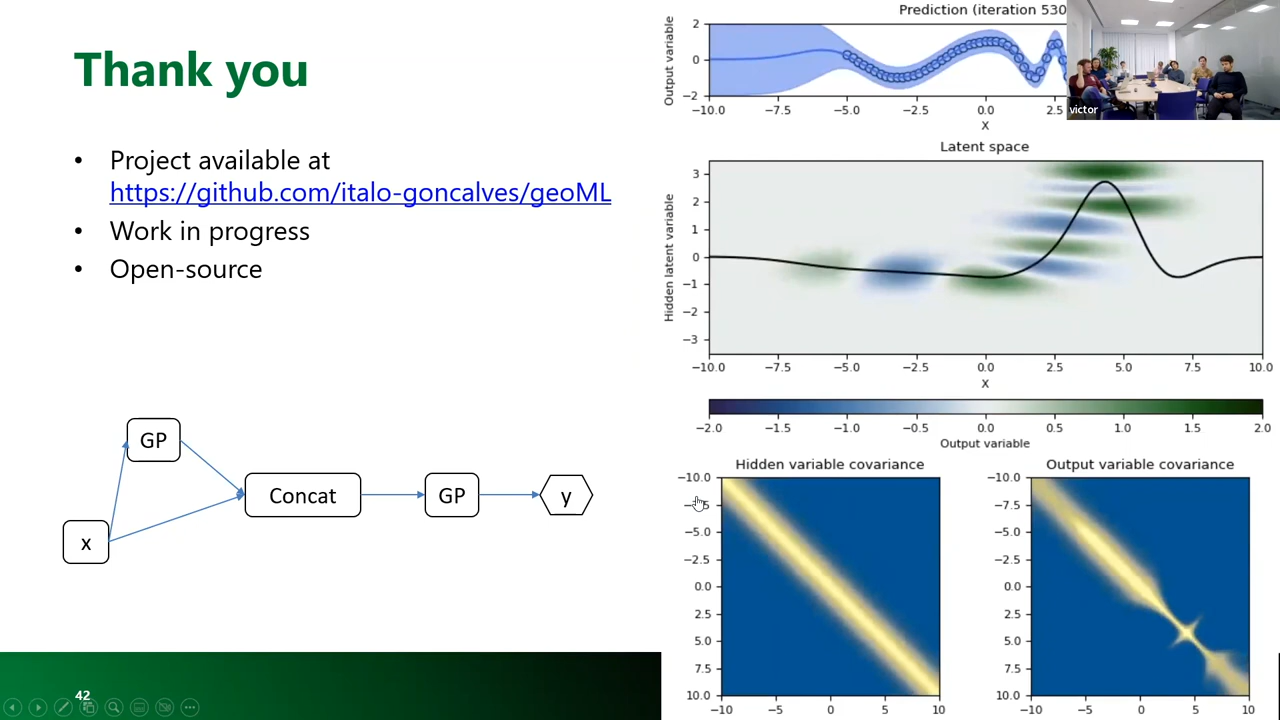 Thank you
• Project available at
https://github.com/italo-goncalves/geoML
• Work in progress
• Open-source
GP
x
Concat
GP
y
42
Prediction (iteration 530
Output variable
2
0
−2
−10.0 −7.5 −5.0 −2.5 0.0 2.5
X
victor
Latent space
Hidden latent variable
3
2
1
0
−1
−2
−3
−10.0 −7.5 −5.0 −2.5 0.0 2.5 5.0 7.5 10.0
X
−2.0 −1.5 −1.0 −0.5 0.0 0.5 1.0 1.5 2.0
Output variable
Hidden variable covariance
−10.0
−5.0
−2.5
0.0
2.5
5.0
7.5
10.0
−10 −5 0 5 10
Output variable covariance
−10.0
−7.5
−5.0
−2.5
0.0
2.5
5.0
7.5
10.0
−10 −5 0 5 10